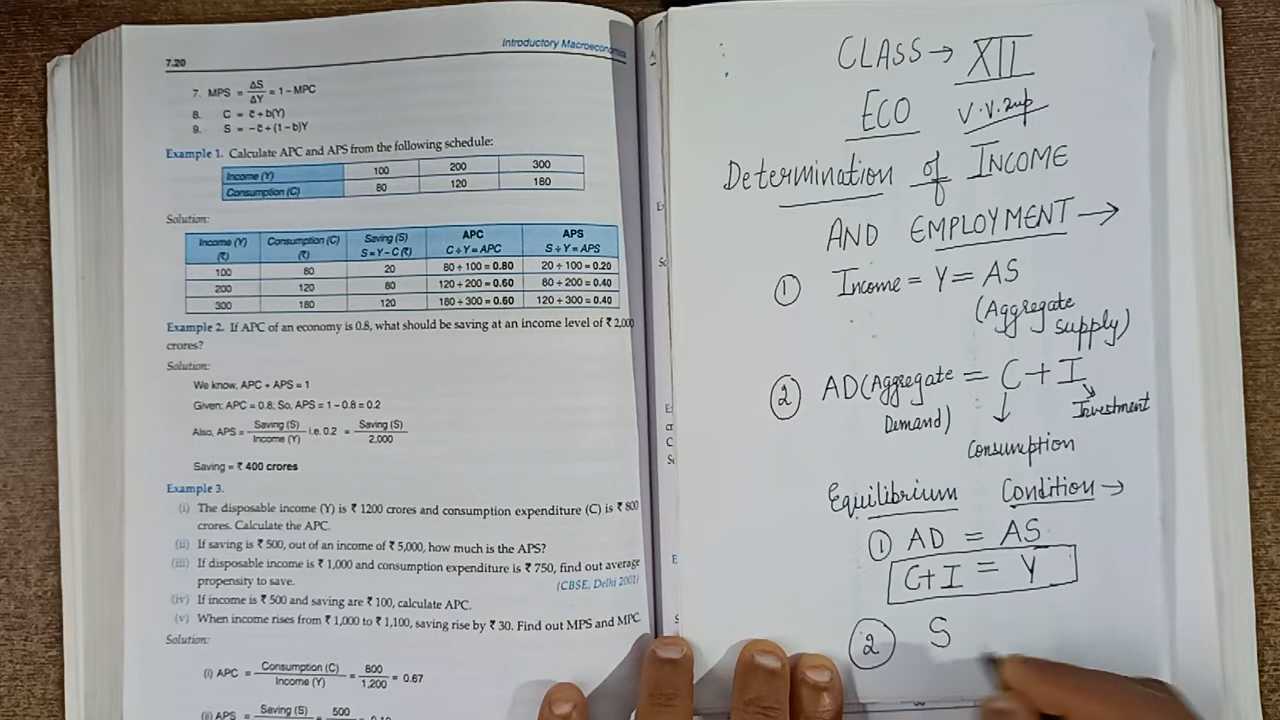 7.20
Introductory Macroecon
7. MPS = ΔS/ΔY = 1 – MPC
8. C = c̄ + b(Y)
9. S = –c̄ + (1 – b)Y
Example 1. Calculate APC and APS from the following schedule:
Income (Y) 100 200 300
Consumption (C) 80 120 180
Solution:
Income (Y) (₹) Consumption (C) (₹) Saving (S) S = Y – C (₹) APC C ÷ Y = APC APS S ÷ Y = APS
100 80 20 80 ÷ 100 = 0.80 20 ÷ 100 = 0.20
200 120 80 120 ÷ 200 = 0.60 80 ÷ 200 = 0.40
300 180 120 180 ÷ 300 = 0.60 120 ÷ 300 = 0.40
Example 2. If APC of an economy is 0.8, what should be saving at an income level of ₹ 2,000
crores?
Solution:
We know, APC + APS = 1
Given: APC = 0.8; So, APS = 1 – 0.8 = 0.2
Also, APS = Saving (S)/Income (Y) i.e. 0.2 = Saving (S)/2,000
Saving = ₹ 400 crores
Example 3.
(i) The disposable income (Y) is ₹ 1200 crores and consumption expenditure (C) is ₹ 800
crores. Calculate the APC.
(ii) If saving is ₹ 500, out of an income of ₹ 5,000, how much is the APS?
(iii) If disposable income is ₹ 1,000 and consumption expenditure is ₹ 750, find out average
propensity to save. (CBSE, Delhi 2001)
(iv) If income is ₹ 500 and saving are ₹ 100, calculate APC.
(v) When income rises from ₹ 1,000 to ₹ 1,100, saving rise by ₹ 30. Find out MPS and MPC.
Solution:
(i) APC = Consumption (C)/Income (Y) = 800/1,200 = 0.67
(ii) APS = Saving (S) = 500
CLASS → XII
ECO V.V.Imp
Determination of INCOME
AND EMPLOYMENT →
① Income = Y = AS
(Aggregate
supply)
② AD (Aggregate = C + I
Demand)
Investment
Consumption
Equilibrium Condition →
① AD = AS
C+I = Y
② S